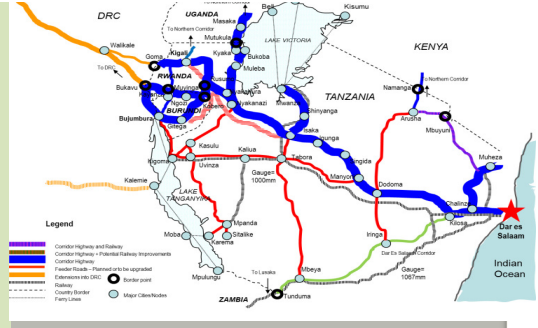 DRC
UGANDA
To Northern Corridor
Masaka
Mutukula
Kyaka
Bukoba
Muleba
Kisumu
LAKE VICTORIA
KENYA
Walikale
Goma
Kigali
To DRC
RWANDA
Bukavu
Muyinga
Ngozi
BURUNDI
Gitega
Bujumbura
Nyakanazi
Mwanza
Shinyanga
TANZANIA
Namanga
To Northern Corridor
Arusha
Mbuyuni
Isaka
Singida
Manyoni
Muheza
Kasulu
Kigoma
Uvinza
Kaliua
Tabora
Gauge=
1000mm
Dodoma
Chalinze
Kilosa
Dar es
Salaam
Kalemie
LAKE
TANGANYIKA
Mpanda
Sitalike
Karema
Moba
Iringa
Dar Es Salaam Corridor
Indian
Ocean
Gauge=
1067mm
Mpulungu
To Lusaka
Mbeya
Tunduma
ZAMBIA
Legend
Corridor Highway and Railway
Corridor Highway + Potential Railway Improvements
Corridor Highway
Feeder Roads – Planned or to be upgraded
Extensions into DRC
Railway
Country Border
Ferry Lines
Border point
Major Cities/Nodes